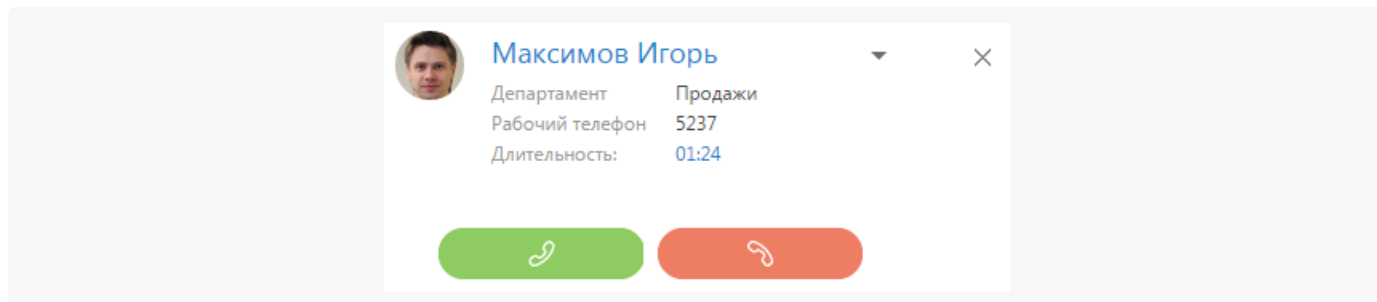 Максимов Игорь
Департамент Продажи
Рабочий телефон 5237
Длительность: 01:24